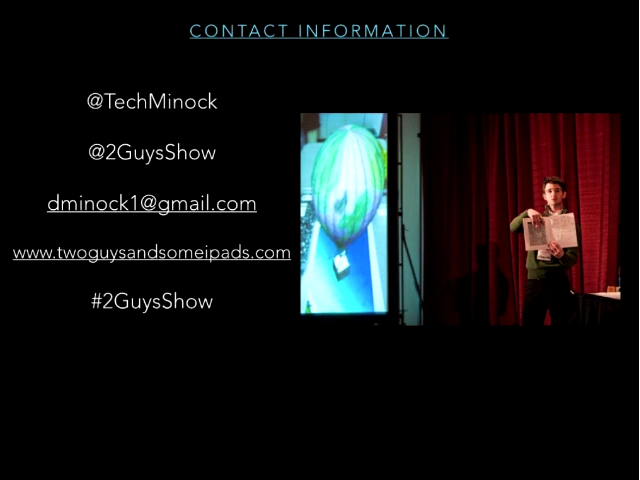 CONTACT INFORMATION
@TechMinock
@2GuysShow
dminock1@gmail.com
www.twoguysandsomeipads.com
#2GuysShow